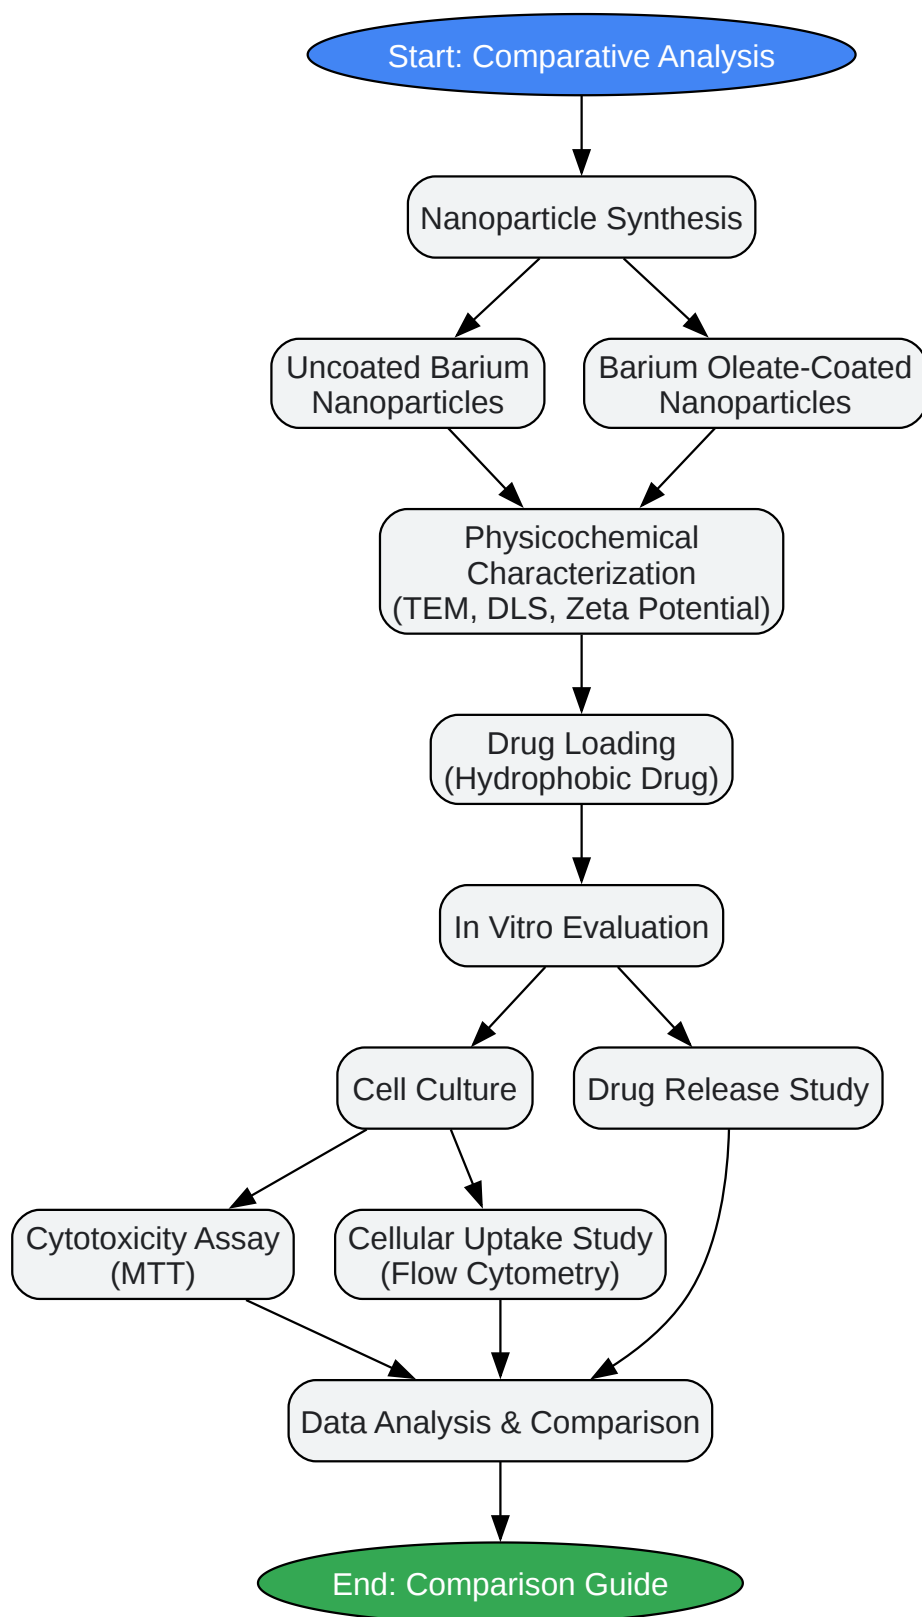 Start: Comparative Analysis
Nanoparticle Synthesis
Uncoated Barium
Nanoparticles
Barium Oleate-Coated
Nanoparticles
Physicochemical
Characterization
(TEM, DLS, Zeta Potential)
Drug Loading
(Hydrophobic Drug)
In Vitro Evaluation
Cell Culture
Drug Release Study
Cytotoxicity Assay
(MTT)
Cellular Uptake Study
(Flow Cytometry)
Data Analysis & Comparison
End: Comparison Guide